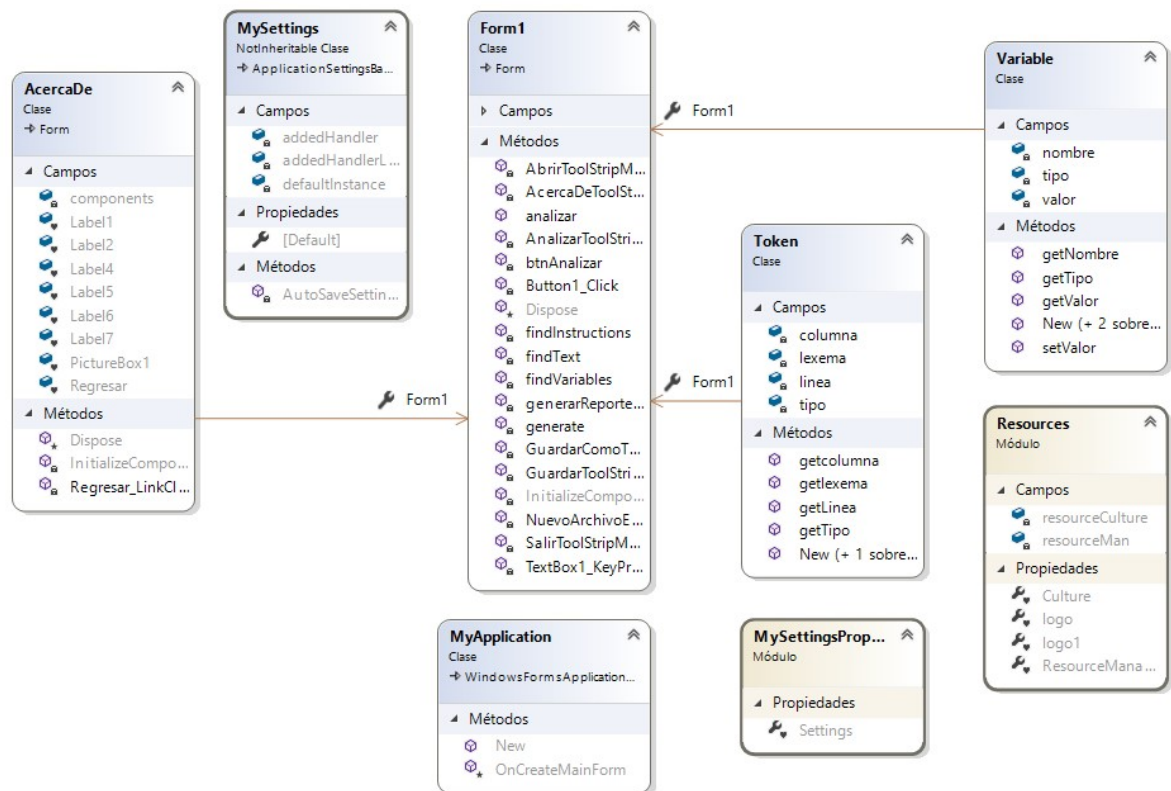 AcercaDe
Clase
Form
Campos
components
Label1
Label2
Label4
Label5
Label6
Label7
PictureBox1
Regresar
Métodos
Dispose
InitializeCompo...
Regresar_LinkCl...
MySettings
NotInheritable Clase
ApplicationSettingsBa...
Campos
addedHandler
addedHandlerL...
defaultInstance
Propiedades
[Default]
Métodos
AutoSaveSettin...
Form1
Form1
Clase
Form
Campos
Métodos
AbrirToolStripM...
AcercaDeToolSt...
analizar
AnalizarToolStri...
btnAnalizar
Button1_Click
Dispose
findInstructions
findText
findVariables
generarReporte...
generate
GuardarComoT...
GuardarToolStri...
InitializeCompo...
NuevoArchivoE...
SalirToolStripM...
TextBox1_KeyPr...
Form1
Form1
Token
Clase
Campos
columna
lexema
linea
tipo
Métodos
getcolumna
getlexema
getLinea
getTipo
New (+ 1 sobre...
Variable
Clase
Campos
nombre
tipo
valor
Métodos
getNombre
getTipo
getValor
New (+ 2 sobre...
setValor
Resources
Módulo
Campos
resourceCulture
resourceMan
Propiedades
Culture
logo
logo1
ResourceMana...
MyApplication
Clase
WindowsFormsApplication...
Métodos
New
OnCreateMainForm
MySettingsProp...
Módulo
Propiedades
Settings